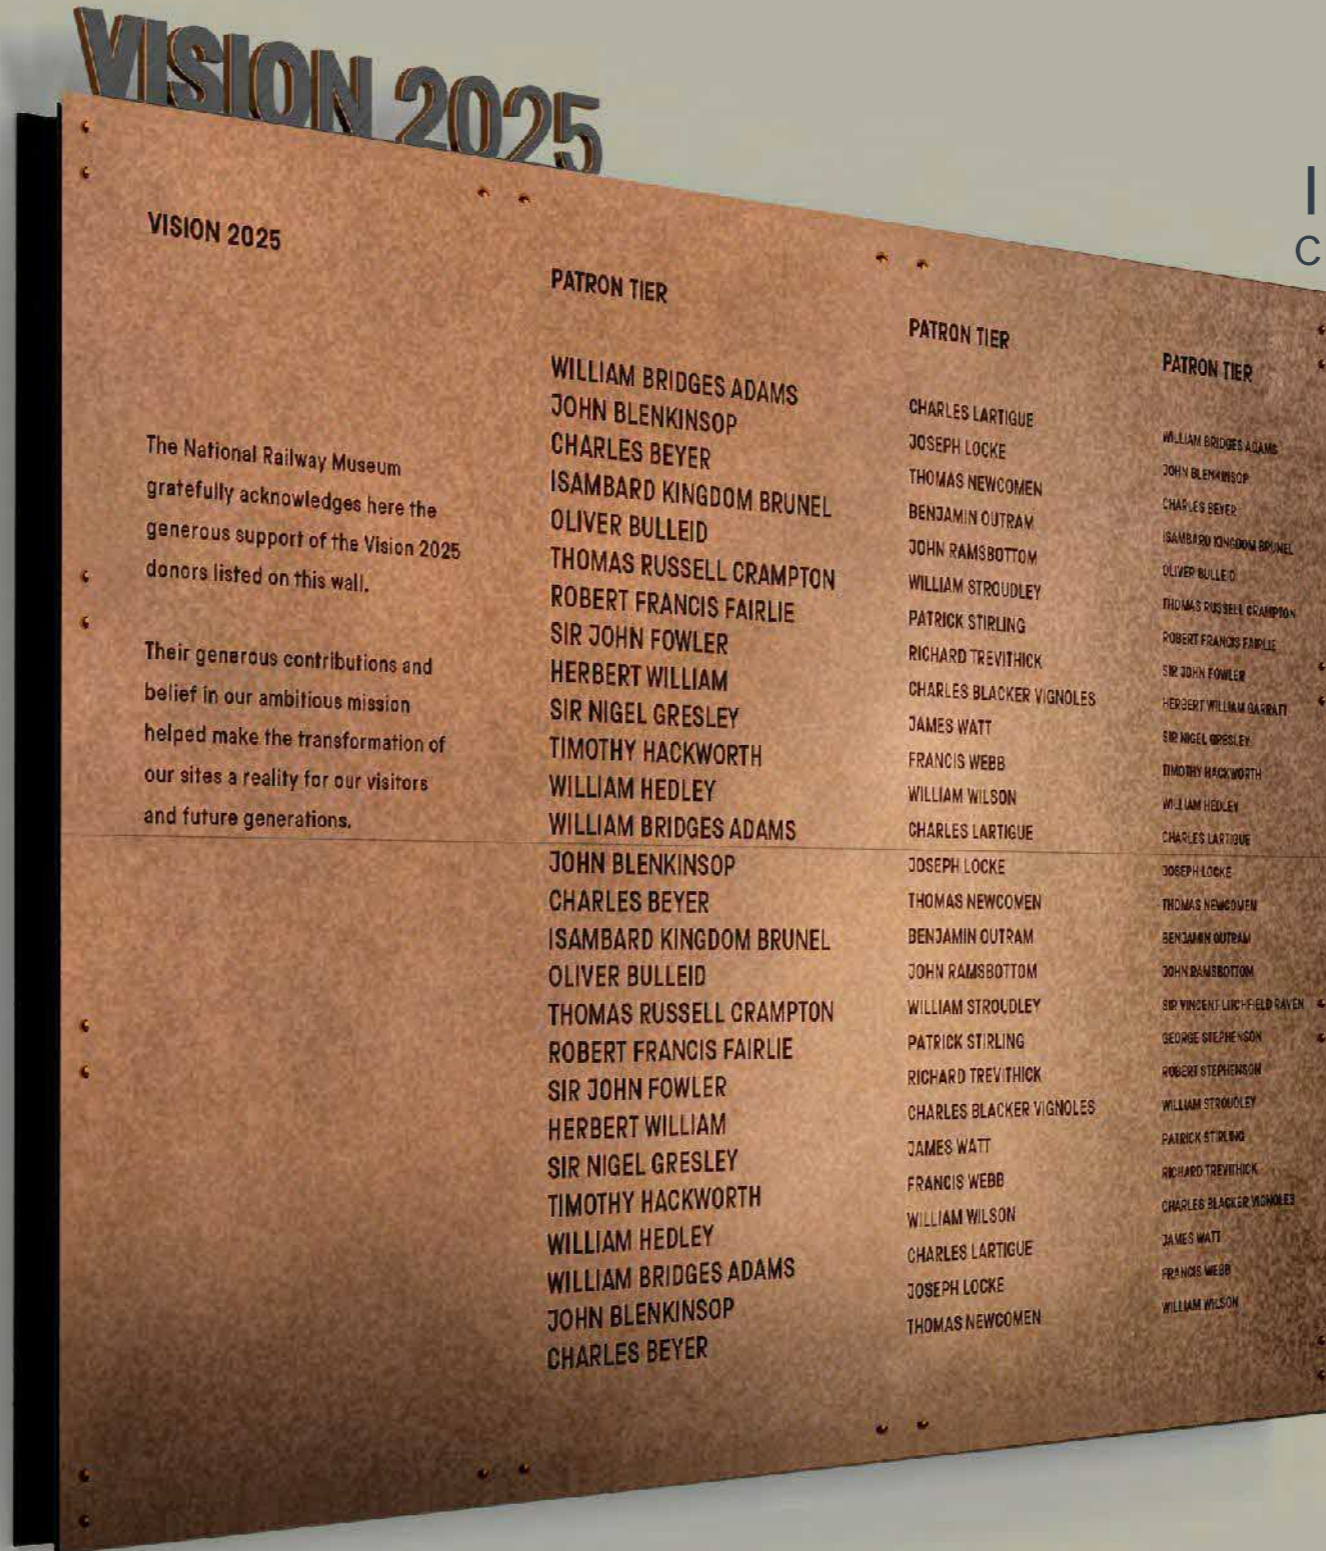 VISION 2025
VISION 2025
The National Railway Museum
gratefully acknowledges here the
generous support of the Vision 2025
donors listed on this wall.
Their generous contributions and
belief in our ambitious mission
helped make the transformation of
our sites a reality for our visitors
and future generations.
PATRON TIER
WILLIAM BRIDGES ADAMS
JOHN BLENKINSOP
CHARLES BEYER
ISAMBARD KINGDOM BRUNEL
OLIVER BULLEID
THOMAS RUSSELL CRAMPTON
ROBERT FRANCIS FAIRLIE
SIR JOHN FOWLER
HERBERT WILLIAM
SIR NIGEL GRESLEY
TIMOTHY HACKWORTH
WILLIAM HEDLEY
WILLIAM BRIDGES ADAMS
JOHN BLENKINSOP
CHARLES BEYER
ISAMBARD KINGDOM BRUNEL
OLIVER BULLEID
THOMAS RUSSELL CRAMPTON
ROBERT FRANCIS FAIRLIE
SIR JOHN FOWLER
HERBERT WILLIAM
SIR NIGEL GRESLEY
TIMOTHY HACKWORTH
WILLIAM HEDLEY
WILLIAM BRIDGES ADAMS
JOHN BLENKINSOP
CHARLES BEYER
PATRON TIER
CHARLES LARTIGUE
JOSEPH LOCKE
THOMAS NEWCOMEN
BENJAMIN OUTRAM
JOHN RAMSBOTTOM
WILLIAM STROUDLEY
PATRICK STIRLING
RICHARD TREVITHICK
CHARLES BLACKER VIGNOLES
JAMES WATT
FRANCIS WEBB
WILLIAM WILSON
CHARLES LARTIGUE
JOSEPH LOCKE
THOMAS NEWCOMEN
BENJAMIN OUTRAM
JOHN RAMSBOTTOM
WILLIAM STROUDLEY
PATRICK STIRLING
RICHARD TREVITHICK
CHARLES BLACKER VIGNOLES
JAMES WATT
FRANCIS WEBB
WILLIAM WILSON
CHARLES LARTIGUE
JOSEPH LOCKE
THOMAS NEWCOMEN
PATRON TIER
WILLIAM BRIDGES ADAMS
JOHN BLENKINSOP
CHARLES BEYER
ISAMBARD KINGDOM BRUNEL
OLIVER BULLEID
THOMAS RUSSELL CRAMPTON
ROBERT FRANCIS FAIRLIE
SIR JOHN FOWLER
HERBERT WILLIAM GARRATT
SIR NIGEL GRESLEY
TIMOTHY HACKWORTH
WILLIAM HEDLEY
CHARLES LARTIGUE
JOSEPH LOCKE
THOMAS NEWCOMEN
BENJAMIN OUTRAM
JOHN RAMSBOTTOM
SIR VINCENT LITCHFIELD RAVEN
GEORGE STEPHENSON
ROBERT STEPHENSON
WILLIAM STROUDLEY
PATRICK STIRLING
RICHARD TREVITHICK
CHARLES BLACKER VIGNOLES
JAMES WATT
FRANCIS WEBB
WILLIAM WILSON